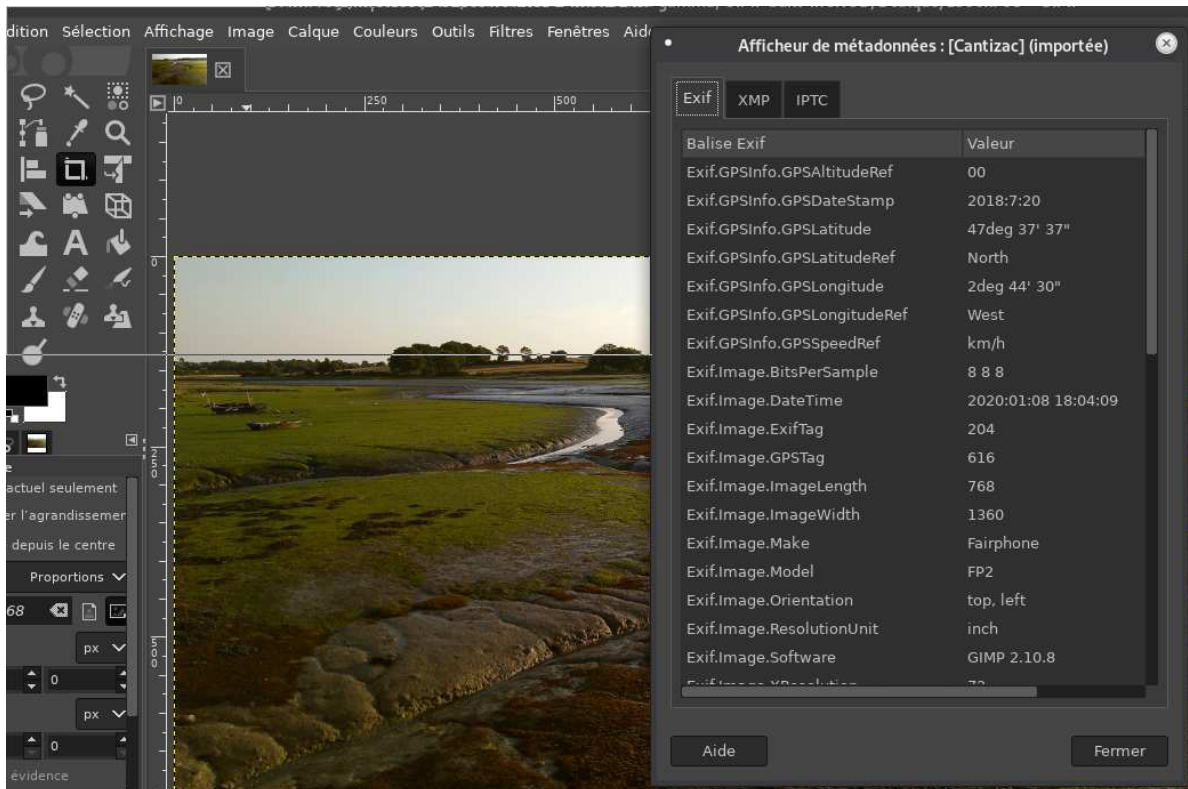 dition Sélection Affichage Image Calque Couleurs Outils Filtres Fenêtres Aid
Afficheur de métadonnées : [Cantizac] (importée)
Exif XMP IPTC
0 250 500
Balise Exif Valeur
Exif.GPSInfo.GPSAltitudeRef 00
Exif.GPSInfo.GPSDateStamp 2018:7:20
Exif.GPSInfo.GPSLatitude 47deg 37' 37"
Exif.GPSInfo.GPSLatitudeRef North
Exif.GPSInfo.GPSLongitude 2deg 44' 30"
Exif.GPSInfo.GPSLongitudeRef West
Exif.GPSInfo.GPSSpeedRef km/h
Exif.Image.BitsPerSample 8 8 8
Exif.Image.DateTime 2020:01:08 18:04:09
Exif.Image.ExifTag 204
Exif.Image.GPSTag 616
Exif.Image.ImageLength 768
Exif.Image.ImageWidth 1360
Exif.Image.Make Fairphone
Exif.Image.Model FP2
Exif.Image.Orientation top, left
Exif.Image.ResolutionUnit inch
Exif.Image.Software GIMP 2.10.8
Aide Fermer
0
250
500
actuel seulement
er l'agrandissemer
depuis le centre
Proportions
68
px
0
px
0
évidence